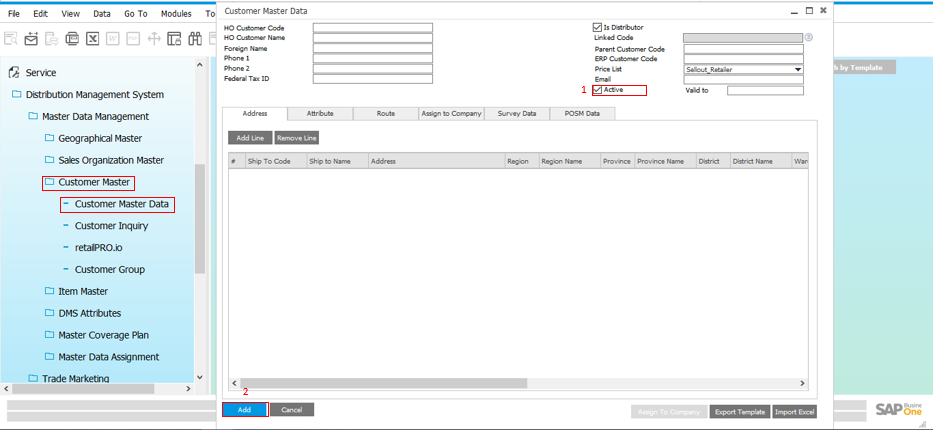 File Edit View Data Go To Modules To
Service
Distribution Management System
Master Data Management
Geographical Master
Sales Organization Master
Customer Master
Customer Master Data
Customer Inquiry
retailPRO.io
Customer Group
Item Master
DMS Attributes
Master Coverage Plan
Master Data Assignment
Trade Marketing
Customer Master Data
HO Customer Code
HO Customer Name
Foreign Name
Phone 1
Phone 2
Federal Tax ID
Is Distributor
Linked Code
Parent Customer Code
ERP Customer Code
Price List Sellout_Retailer
Email
1 Active Valid to
Address Attribute Route Assign to Company Survey Data POSM Data
Add Line Remove Line
# Ship To Code Ship to Name Address Region Region Name Province Province Name District District Name War
2
Add Cancel Assign To Company Export Template Import Excel
h by Template
SAP Busine One